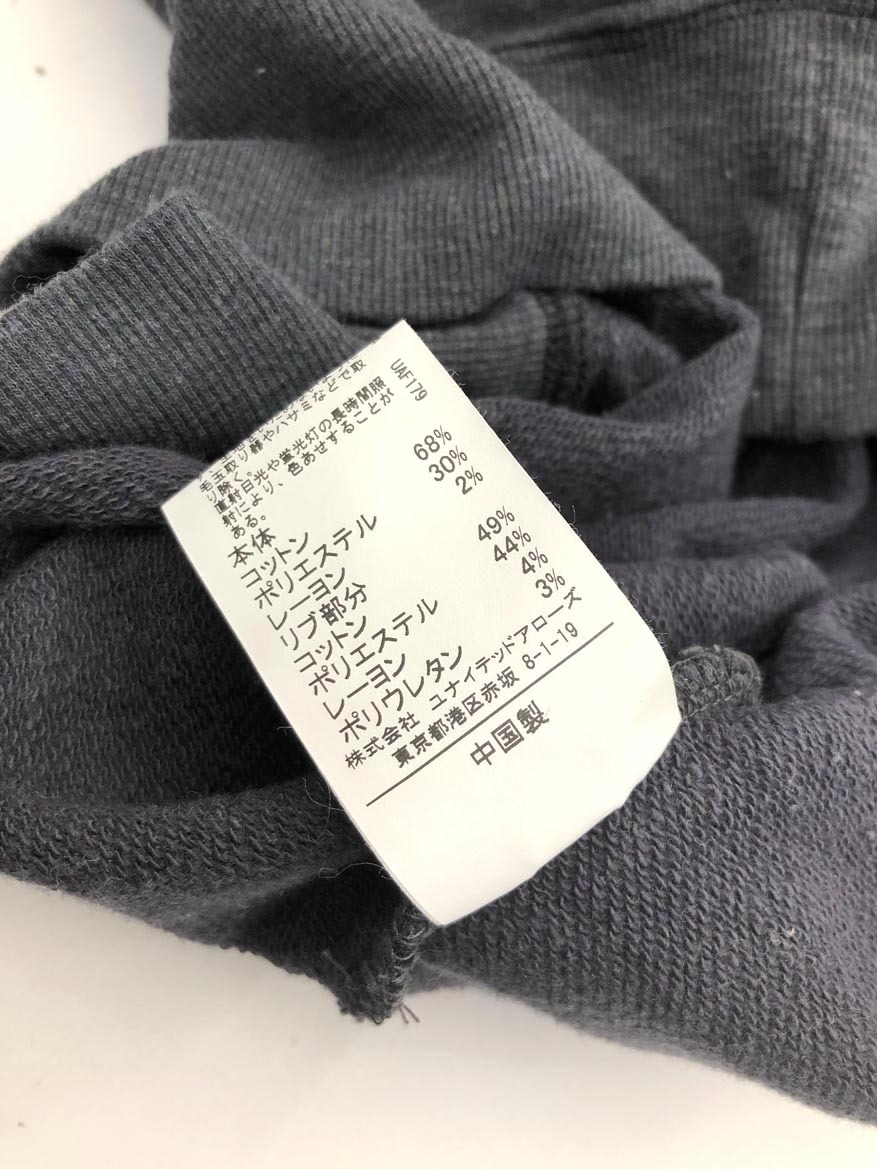 毛玉取り器やハサミなどで取
り除く。
直射日光や蛍光灯の長時間照
射により、色あせすることが
ある。
UAF179
本体
コットン 68%
ポリエステル 30%
レーヨン 2%
リブ部分
コットン 49%
ポリエステル 44%
レーヨン 4%
ポリウレタン 3%
株式会社 ユナイテッドアローズ
東京都港区赤坂 8-1-19
中国製